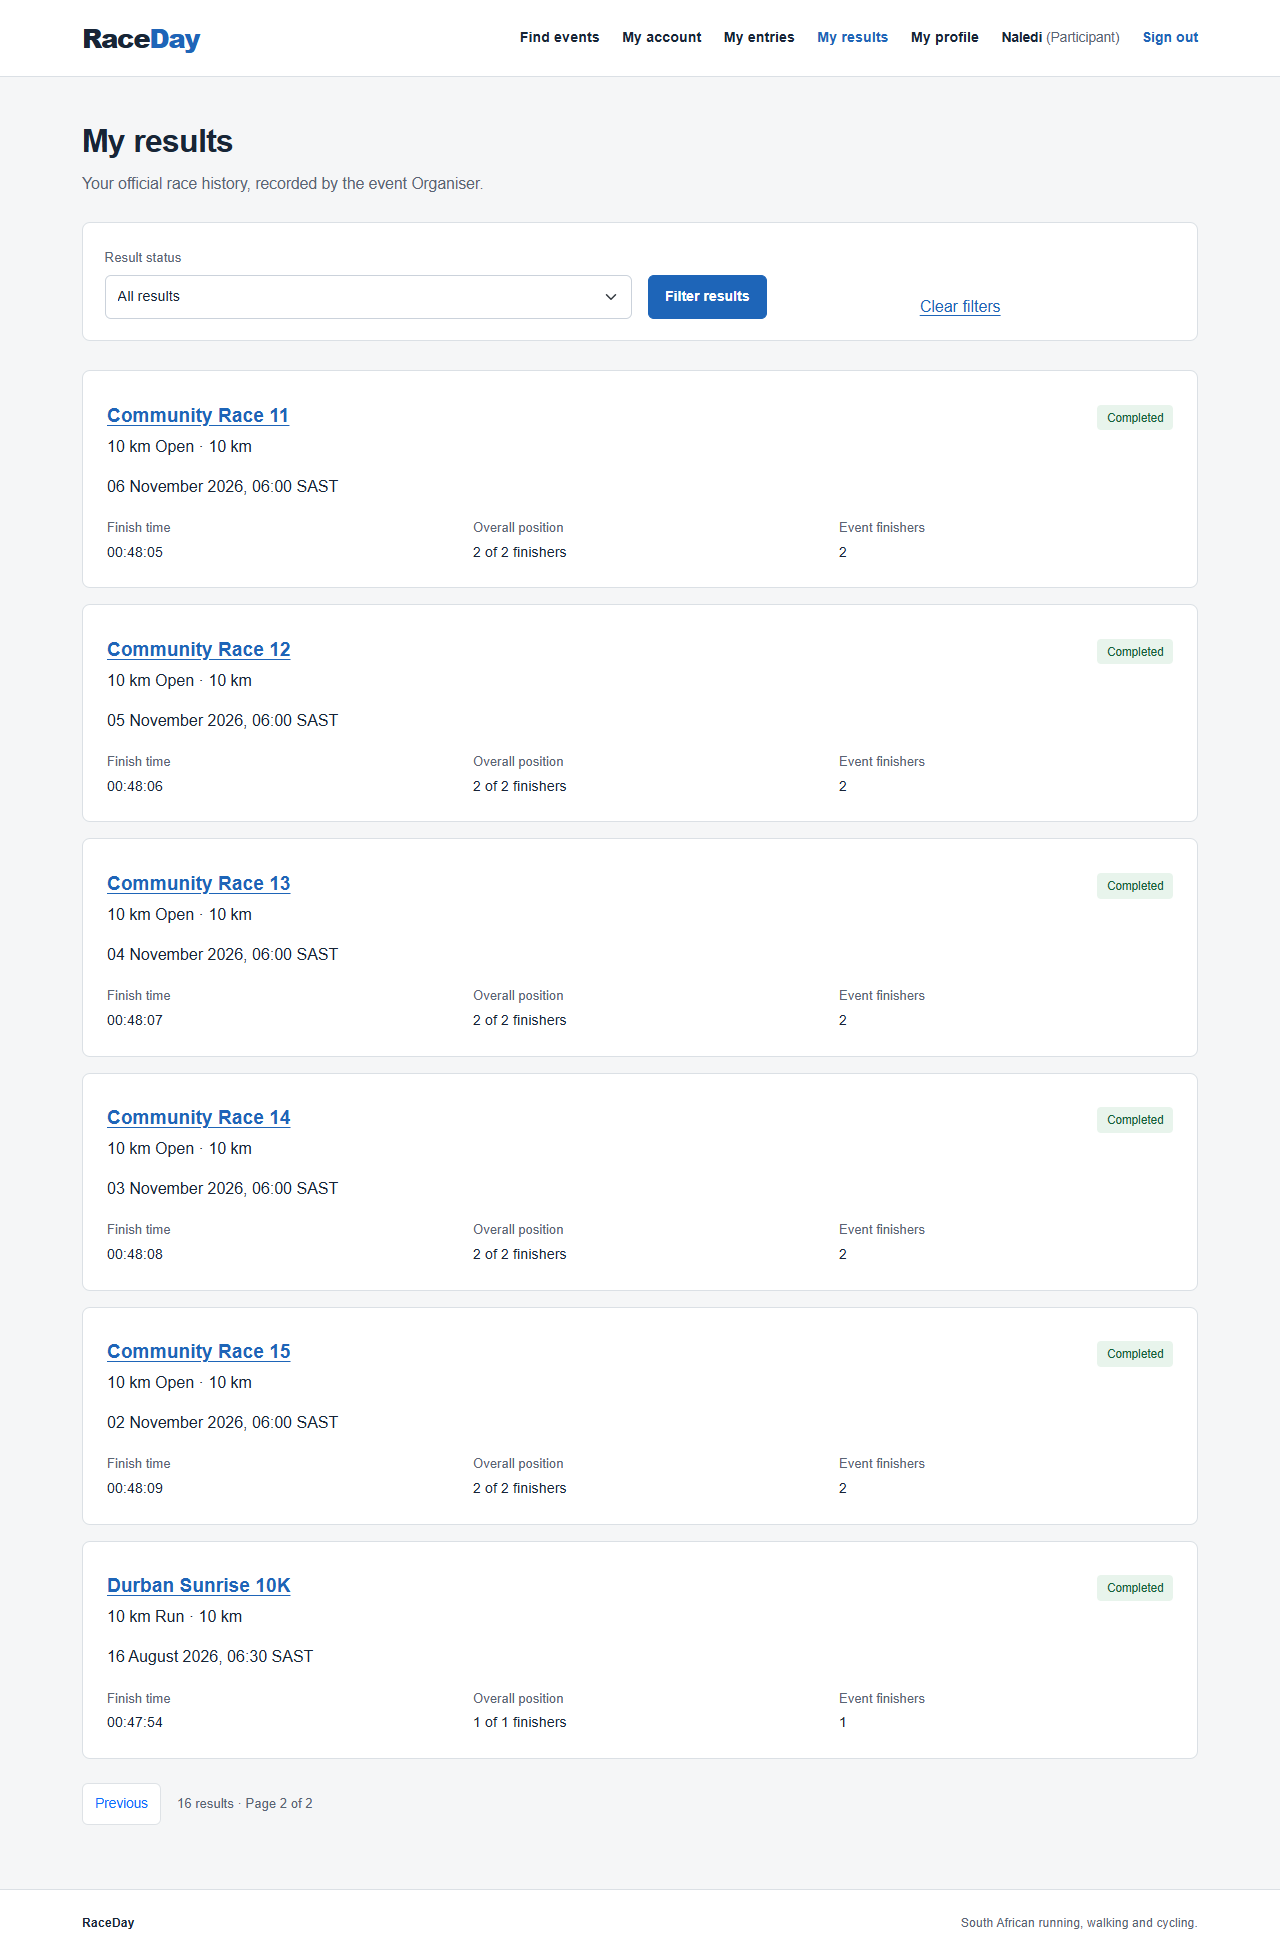 RaceDay
Find events My account My entries My results My profile Naledi (Participant) Sign out
My results
Your official race history, recorded by the event Organiser.
Result status
All results
Filter results
Clear filters
Community Race 11
Completed
10 km Open · 10 km
06 November 2026, 06:00 SAST
Finish time Overall position Event finishers
00:48:05 2 of 2 finishers 2
Community Race 12
Completed
10 km Open · 10 km
05 November 2026, 06:00 SAST
Finish time Overall position Event finishers
00:48:06 2 of 2 finishers 2
Community Race 13
Completed
10 km Open · 10 km
04 November 2026, 06:00 SAST
Finish time Overall position Event finishers
00:48:07 2 of 2 finishers 2
Community Race 14
Completed
10 km Open · 10 km
03 November 2026, 06:00 SAST
Finish time Overall position Event finishers
00:48:08 2 of 2 finishers 2
Community Race 15
Completed
10 km Open · 10 km
02 November 2026, 06:00 SAST
Finish time Overall position Event finishers
00:48:09 2 of 2 finishers 2
Durban Sunrise 10K
Completed
10 km Run · 10 km
16 August 2026, 06:30 SAST
Finish time Overall position Event finishers
00:47:54 1 of 1 finishers 1
Previous 16 results · Page 2 of 2
RaceDay South African running, walking and cycling.